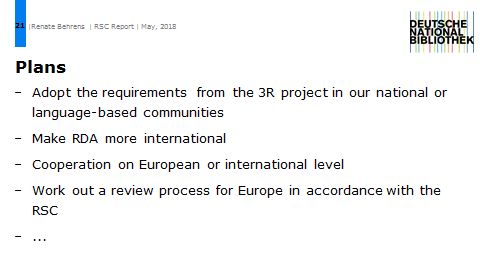 21 |Renate Behrens | RSC Report | May, 2018
DEUTSCHE
NATIONAL
BIBLIOTHEK
Plans
– Adopt the requirements from the 3R project in our national or
language-based communities
– Make RDA more international
– Cooperation on European or international level
– Work out a review process for Europe in accordance with the
RSC
– ...